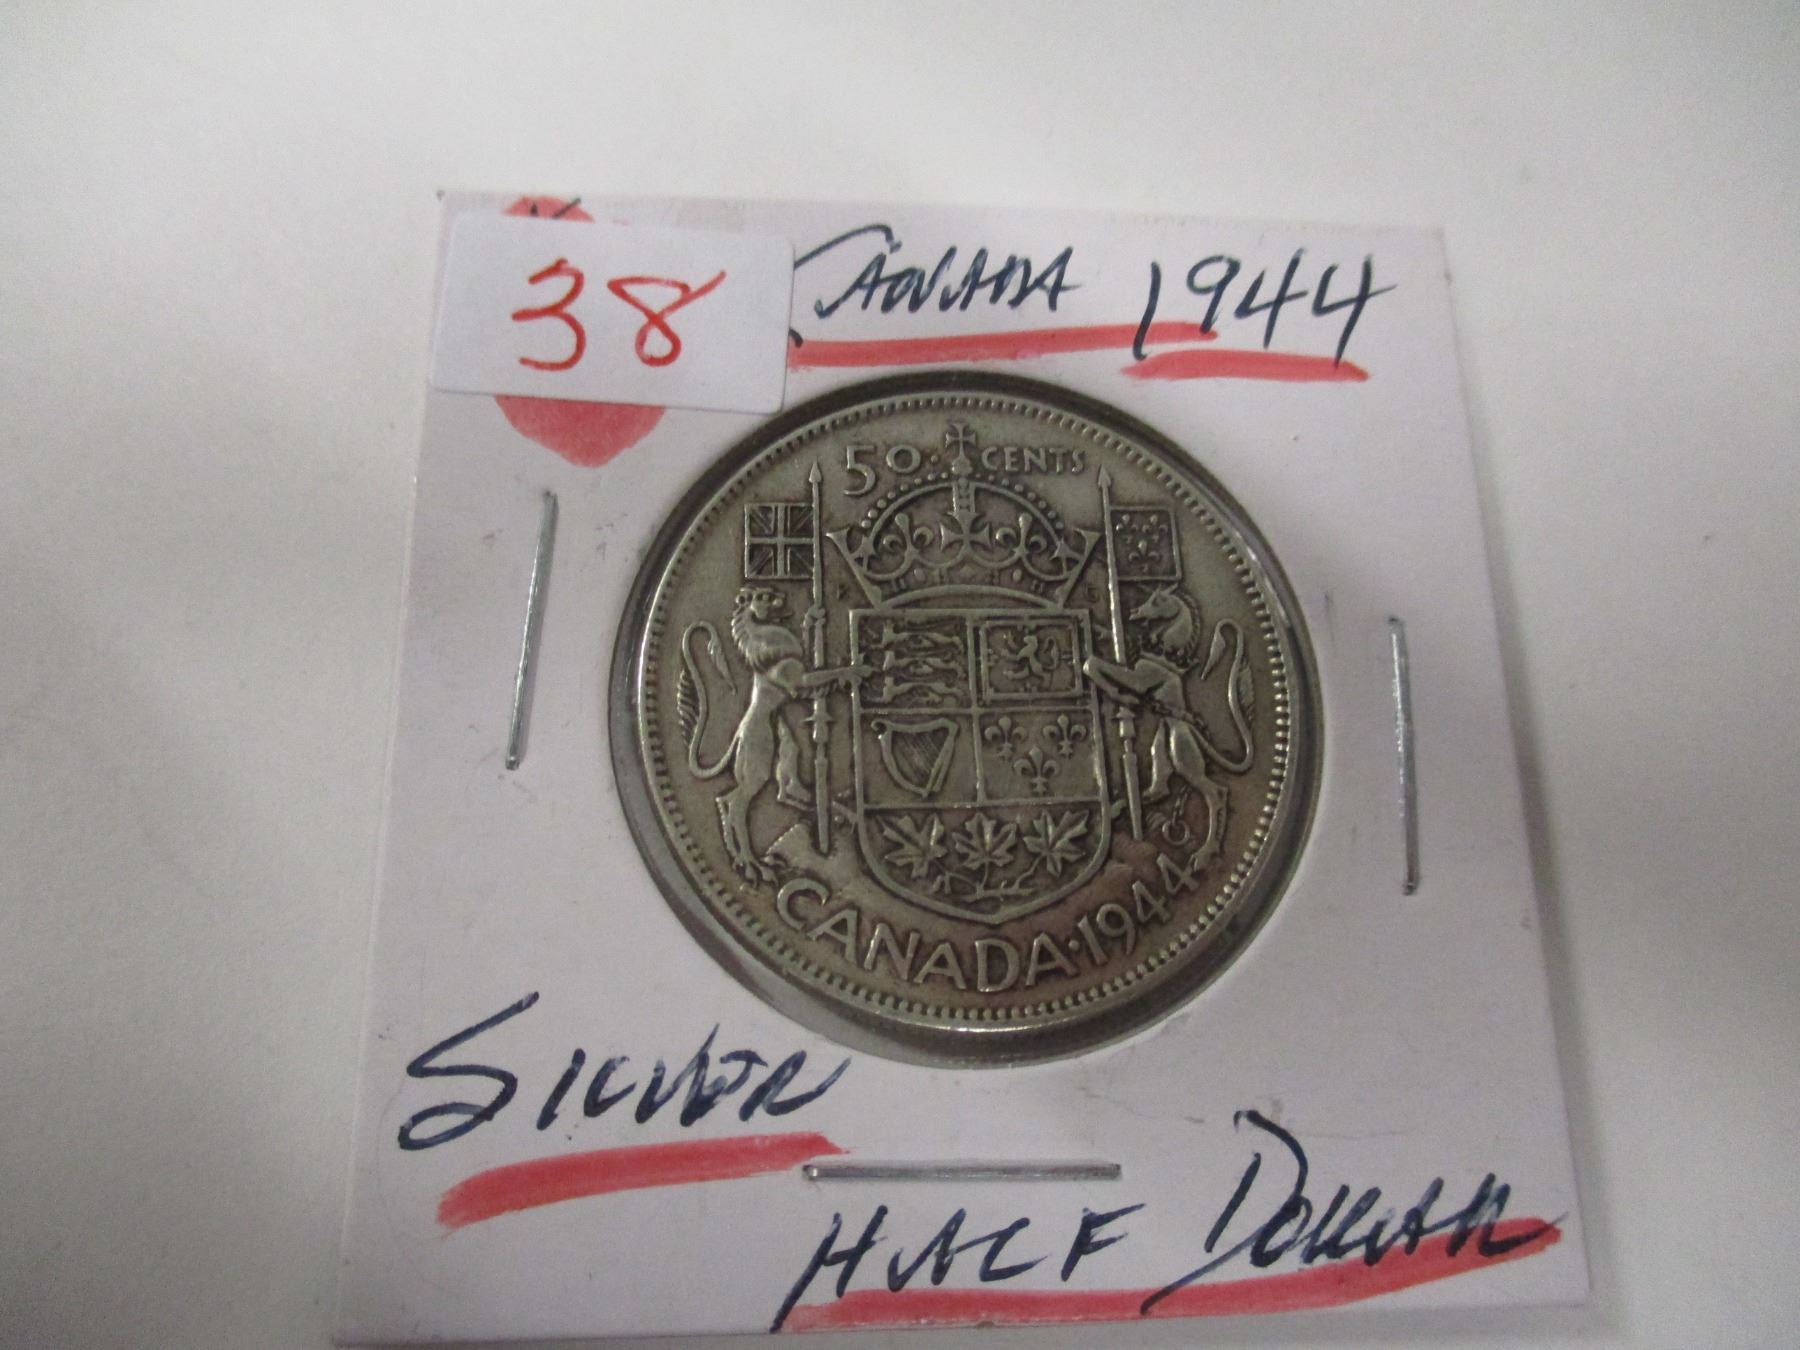 38
CANADA 1944
50 CENTS
K G
CANADA·1944
SILVER
HALF DOLLAR